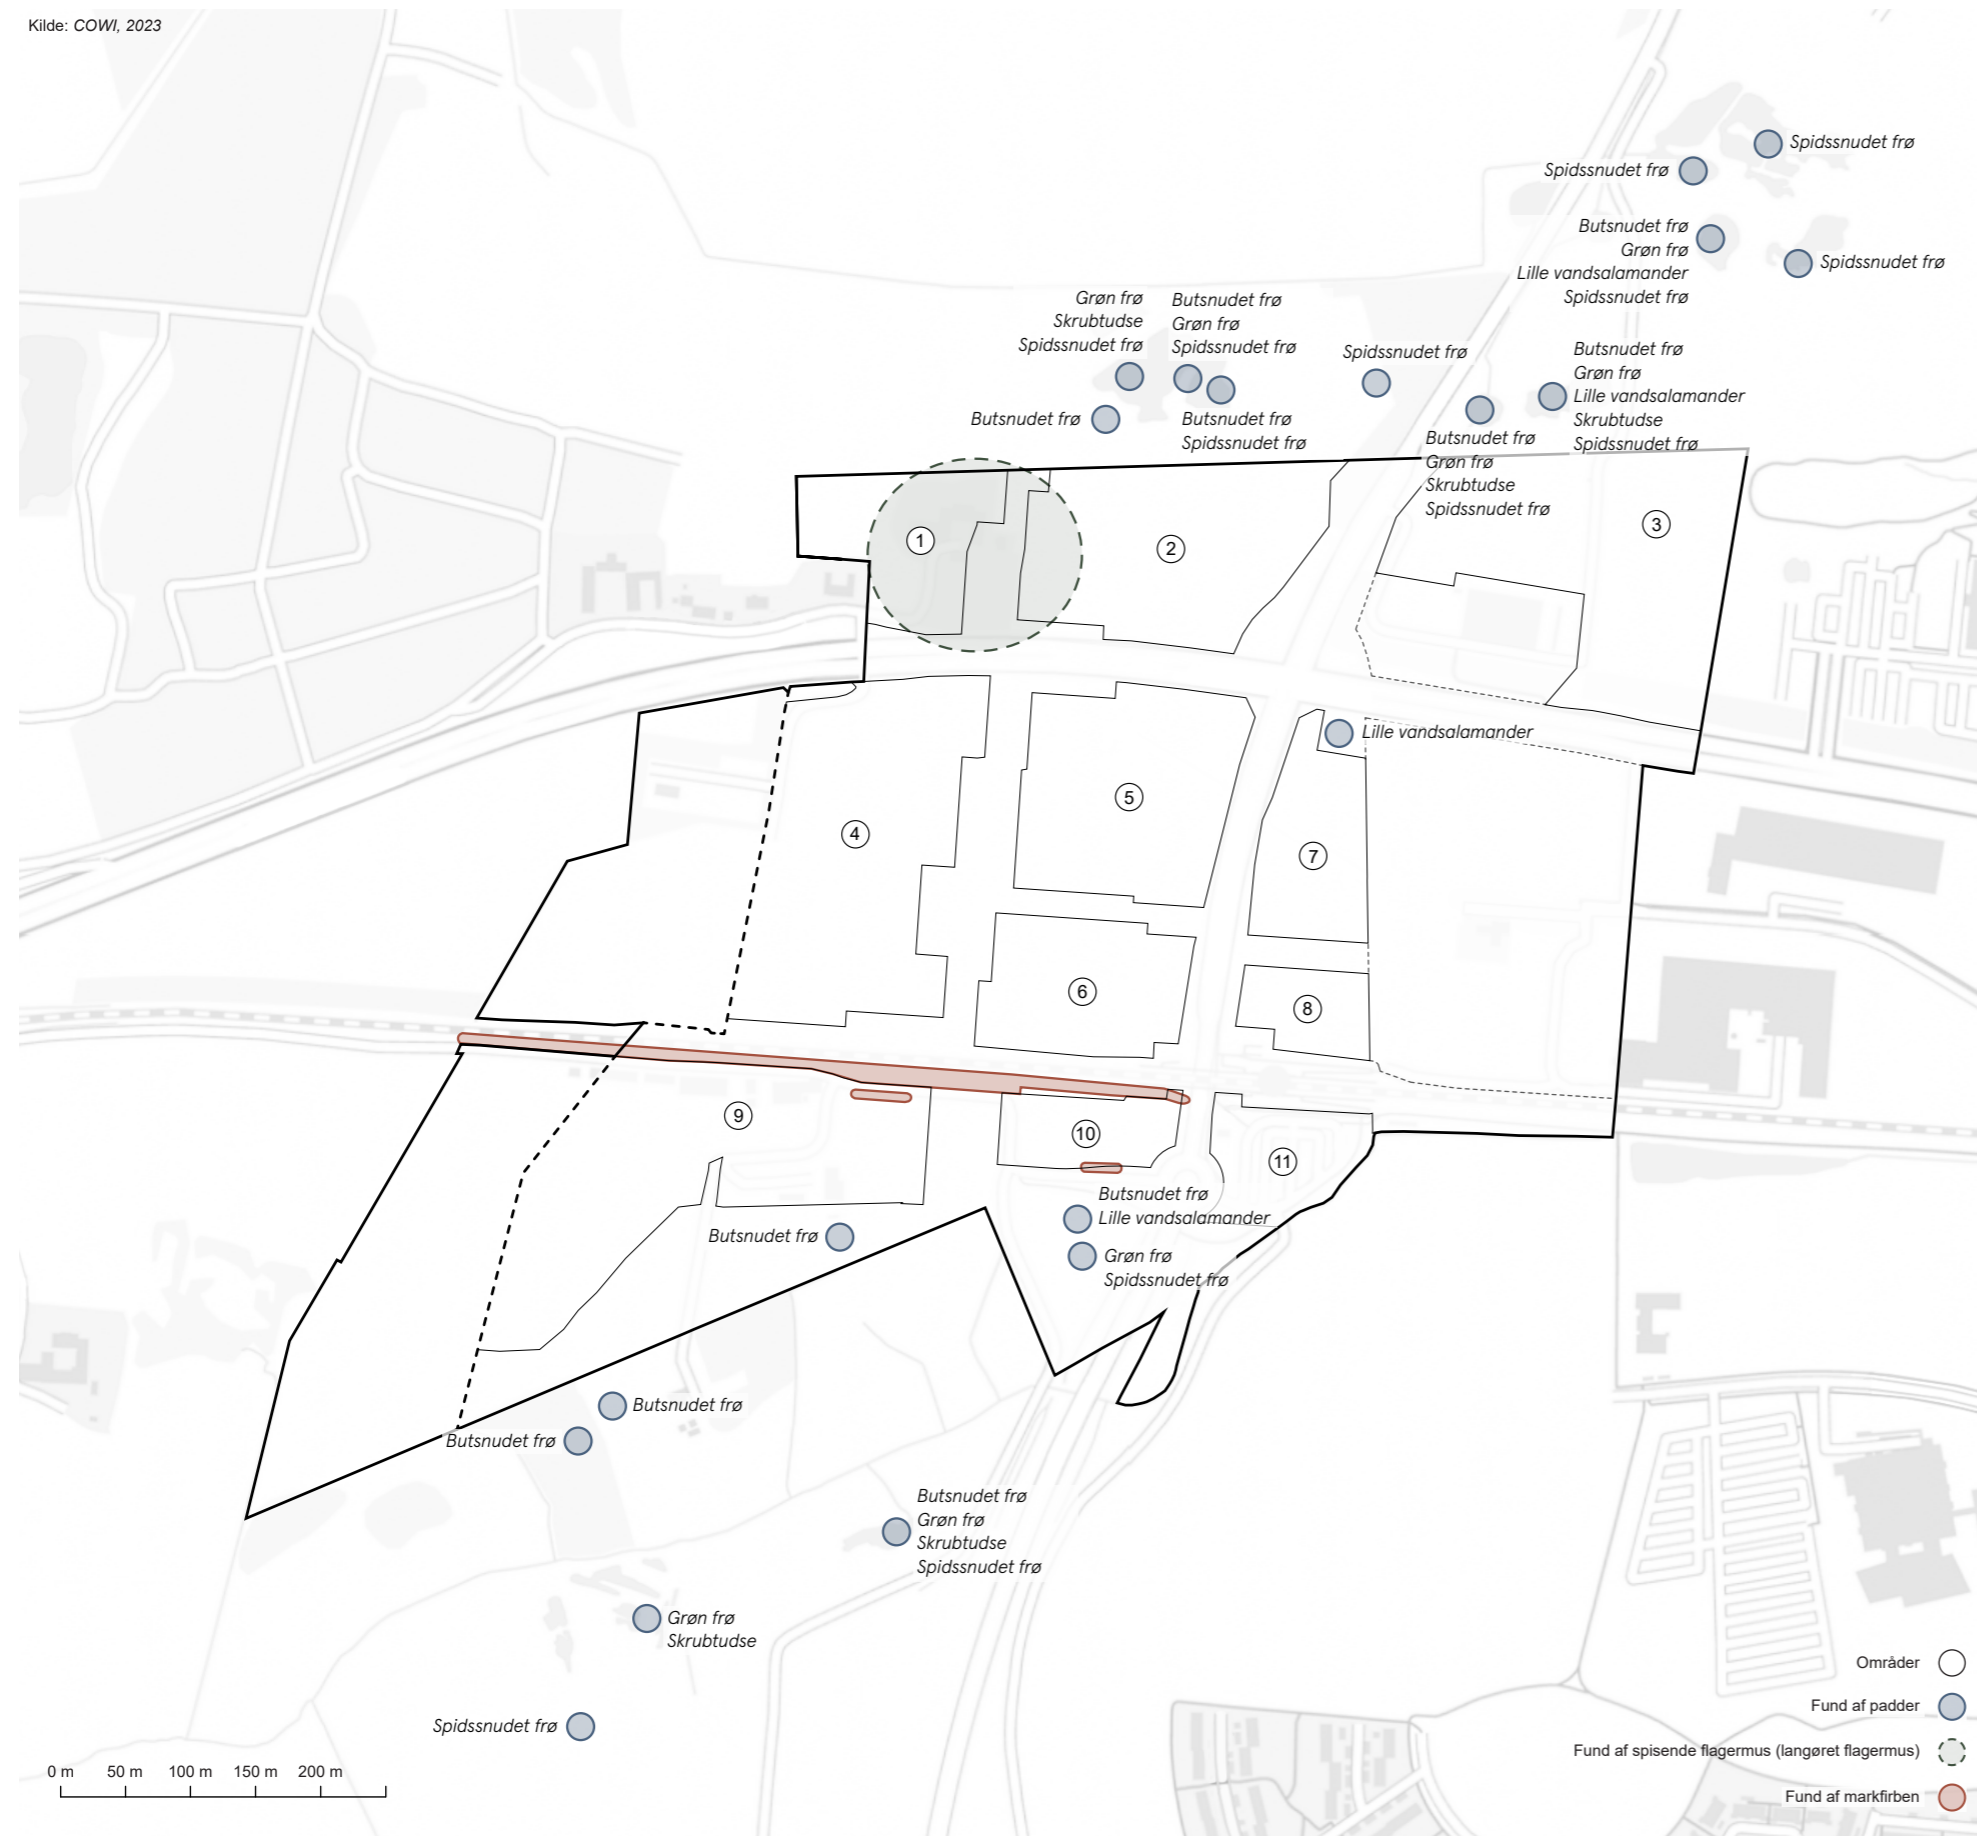 Kilde: COWI, 2023
Spidssnudet frø
Spidssnudet frø
Butsnudet frø
Grøn frø
Lille vandsalamander
Spidssnudet frø
Spidssnudet frø
Grøn frø
Skrubtudse
Spidssnudet frø
Butsnudet frø
Grøn frø
Spidssnudet frø
Spidssnudet frø
Butsnudet frø
Grøn frø
Lille vandsalamander
Skrubtudse
Spidssnudet frø
Butsnudet frø
Butsnudet frø
Spidssnudet frø
Butsnudet frø
Grøn frø
Skrubtudse
Spidssnudet frø
1
2
3
Lille vandsalamander
4
5
7
6
8
9
10
11
Butsnudet frø
Lille vandsalamander
Butsnudet frø
Grøn frø
Spidssnudet frø
Butsnudet frø
Butsnudet frø
Butsnudet frø
Grøn frø
Skrubtudse
Spidssnudet frø
Grøn frø
Skrubtudse
Spidssnudet frø
0 m 50 m 100 m 150 m 200 m
Områder
Fund af padder
Fund af spisende flagermus (langøret flagermus)
Fund af markfirben